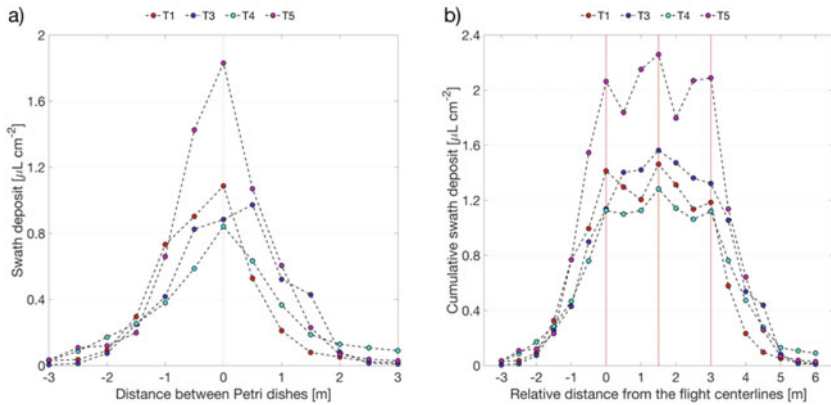 a)
T1 T3 T4 T5
Swath deposit [µL cm⁻²]
2
1.6
1.2
0.8
0.4
0
-3 -2 -1 0 1 2 3
Distance between Petri dishes [m]
b)
T1 T3 T4 T5
Cumulative swath deposit [µL cm⁻²]
2.4
2
1.6
1.2
0.8
0.4
0
-3 -2 -1 0 1 2 3 4 5 6
Relative distance from the flight centerlines [m]